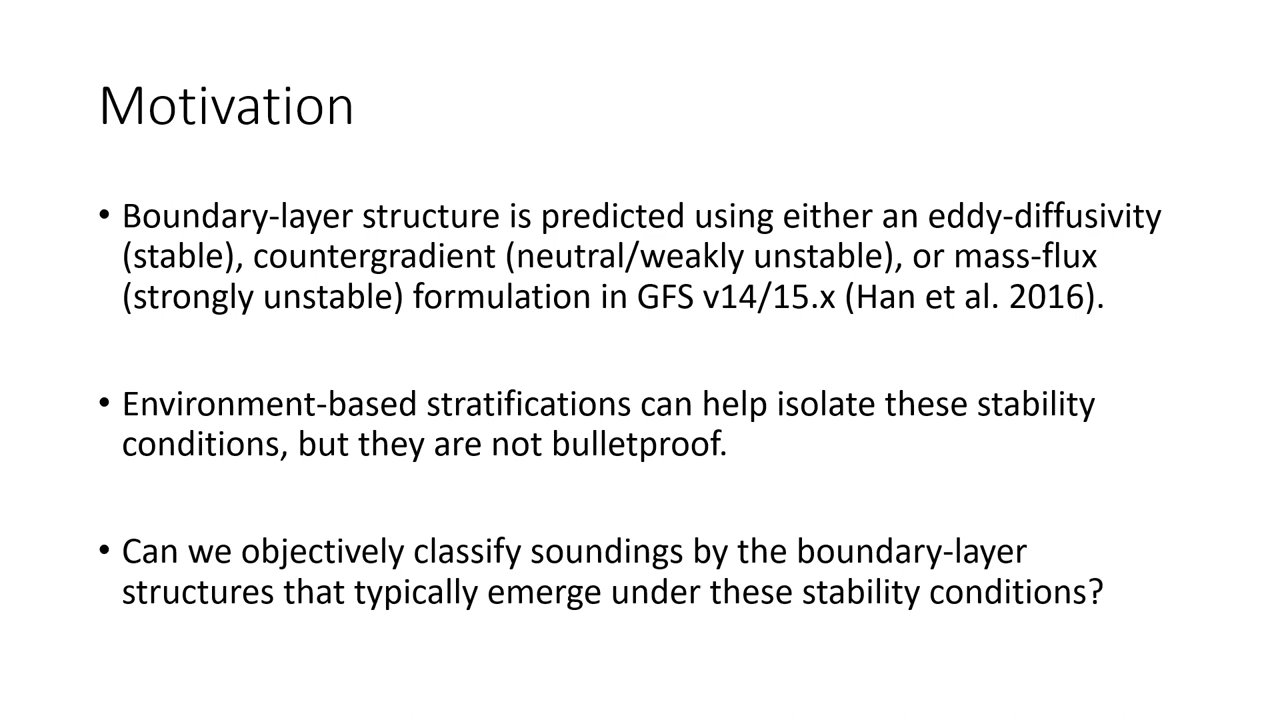 Motivation
• Boundary-layer structure is predicted using either an eddy-diffusivity
(stable), countergradient (neutral/weakly unstable), or mass-flux
(strongly unstable) formulation in GFS v14/15.x (Han et al. 2016).
• Environment-based stratifications can help isolate these stability
conditions, but they are not bulletproof.
• Can we objectively classify soundings by the boundary-layer
structures that typically emerge under these stability conditions?